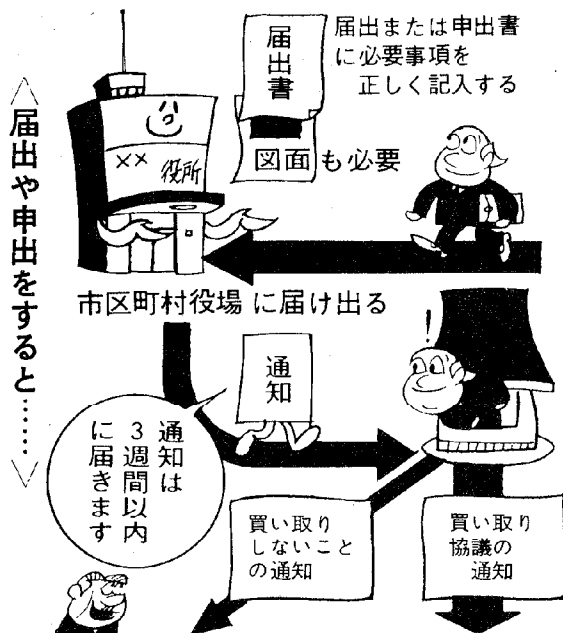 届出書
届出または申出書
に必要事項を
正しく記入する
図面も必要
××
役所
〈届出や申出をすると……〉
市区町村役場に届け出る
！
通知
通知は
3週間以内
に届きます
買い取り
しないこと
の通知
買い取り
協議の
通知